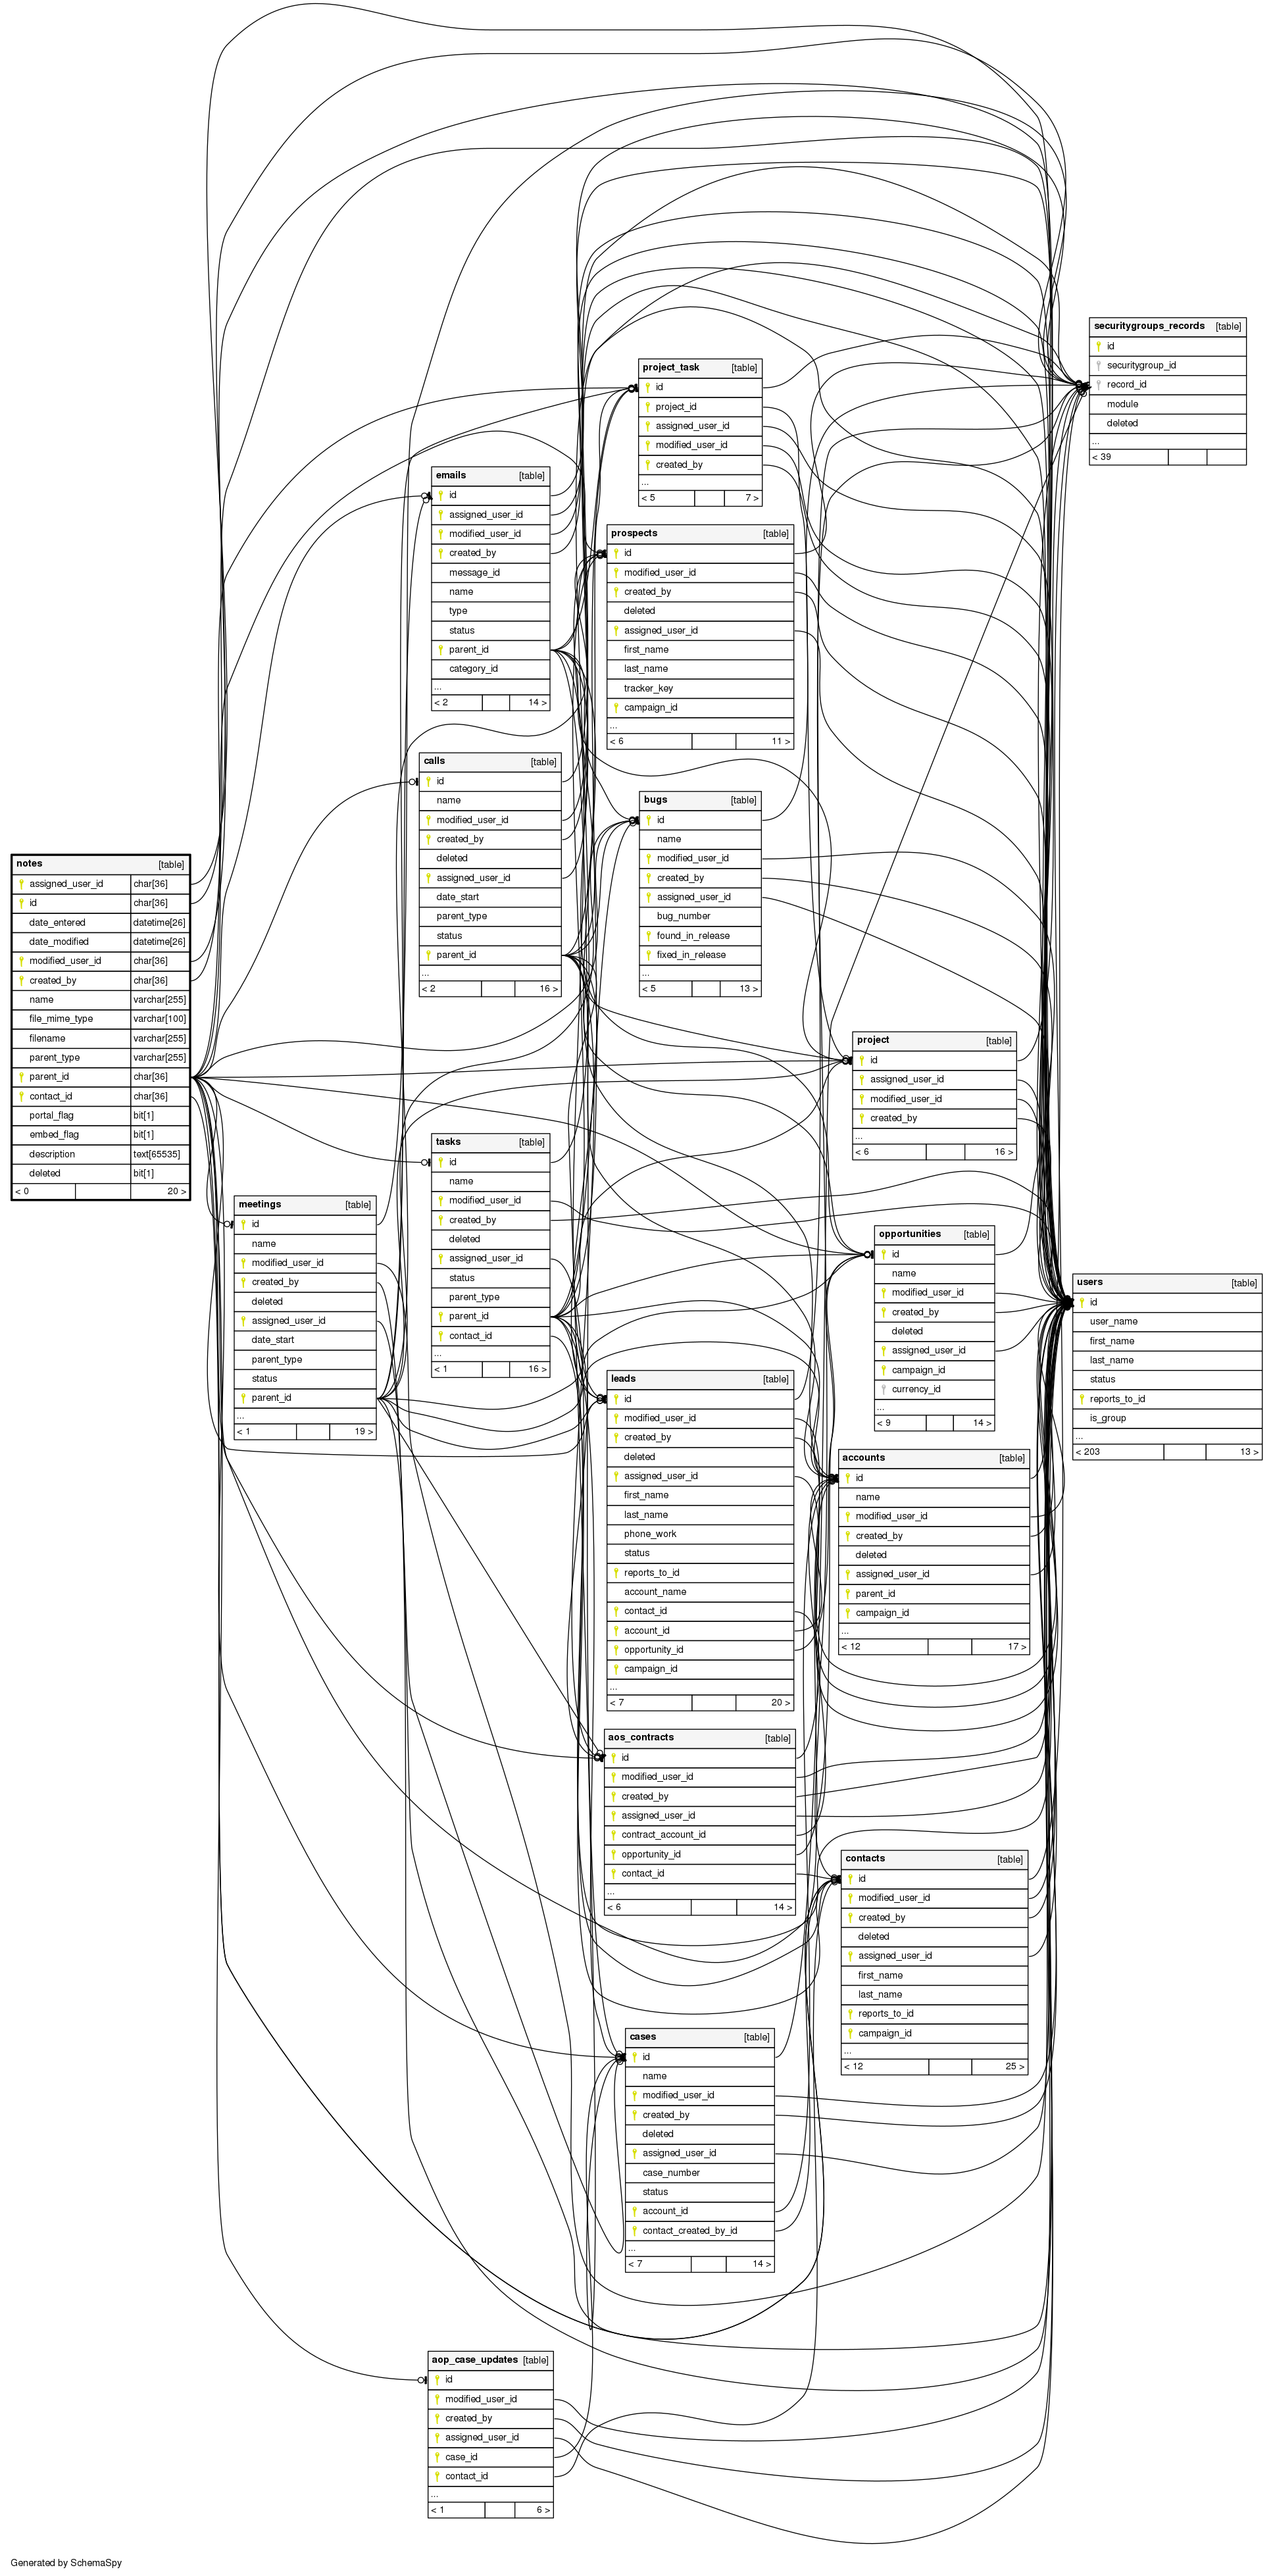 securitygroups_records [table]
id
securitygroup_id
record_id
module
deleted
...
< 39
project_task [table]
id
project_id
assigned_user_id
modified_user_id
created_by
...
< 5 7 >
emails [table]
id
assigned_user_id
modified_user_id
created_by
message_id
name
type
status
parent_id
category_id
...
< 2 14 >
prospects [table]
id
modified_user_id
created_by
deleted
assigned_user_id
first_name
last_name
tracker_key
campaign_id
...
< 6 11 >
calls [table]
id
name
modified_user_id
created_by
deleted
assigned_user_id
date_start
parent_type
status
parent_id
...
< 2 16 >
bugs [table]
id
name
modified_user_id
created_by
assigned_user_id
bug_number
found_in_release
fixed_in_release
...
< 5 13 >
notes [table]
assigned_user_id char[36]
id char[36]
date_entered datetime[26]
date_modified datetime[26]
modified_user_id char[36]
created_by char[36]
name varchar[255]
file_mime_type varchar[100]
filename varchar[255]
parent_type varchar[255]
parent_id char[36]
contact_id char[36]
portal_flag bit[1]
embed_flag bit[1]
description text[65535]
deleted bit[1]
< 0 20 >
project [table]
id
assigned_user_id
modified_user_id
created_by
...
< 6 16 >
tasks [table]
id
name
modified_user_id
created_by
deleted
assigned_user_id
status
parent_type
parent_id
contact_id
...
< 1 16 >
meetings [table]
id
name
modified_user_id
created_by
deleted
assigned_user_id
date_start
parent_type
status
parent_id
...
< 1 19 >
opportunities [table]
id
name
modified_user_id
created_by
deleted
assigned_user_id
campaign_id
currency_id
...
< 9 14 >
users [table]
id
user_name
first_name
last_name
status
reports_to_id
is_group
...
< 203 13 >
leads [table]
id
modified_user_id
created_by
deleted
assigned_user_id
first_name
last_name
phone_work
status
reports_to_id
account_name
contact_id
account_id
opportunity_id
campaign_id
...
< 7 20 >
accounts [table]
id
name
modified_user_id
created_by
deleted
assigned_user_id
parent_id
campaign_id
...
< 12 17 >
aos_contracts [table]
id
modified_user_id
created_by
assigned_user_id
contract_account_id
opportunity_id
contact_id
...
< 6 14 >
contacts [table]
id
modified_user_id
created_by
deleted
assigned_user_id
first_name
last_name
reports_to_id
campaign_id
...
< 12 25 >
cases [table]
id
name
modified_user_id
created_by
deleted
assigned_user_id
case_number
status
account_id
contact_created_by_id
...
< 7 14 >
aop_case_updates [table]
id
modified_user_id
created_by
assigned_user_id
case_id
contact_id
...
< 1 6 >
Generated by SchemaSpy